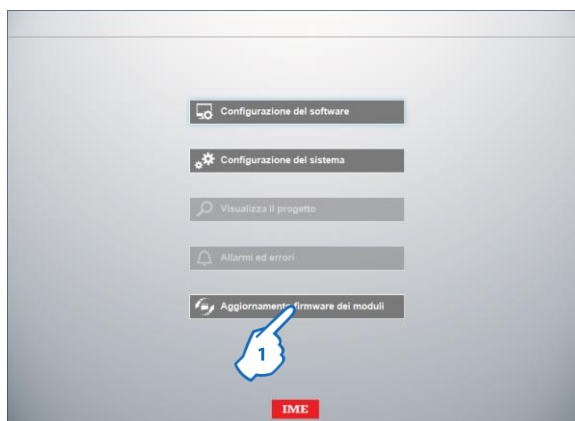 Configurazione del software
Configurazione del sistema
Visualizza il progetto
Allarmi ed errori
Aggiornamento firmware dei moduli
1
IME